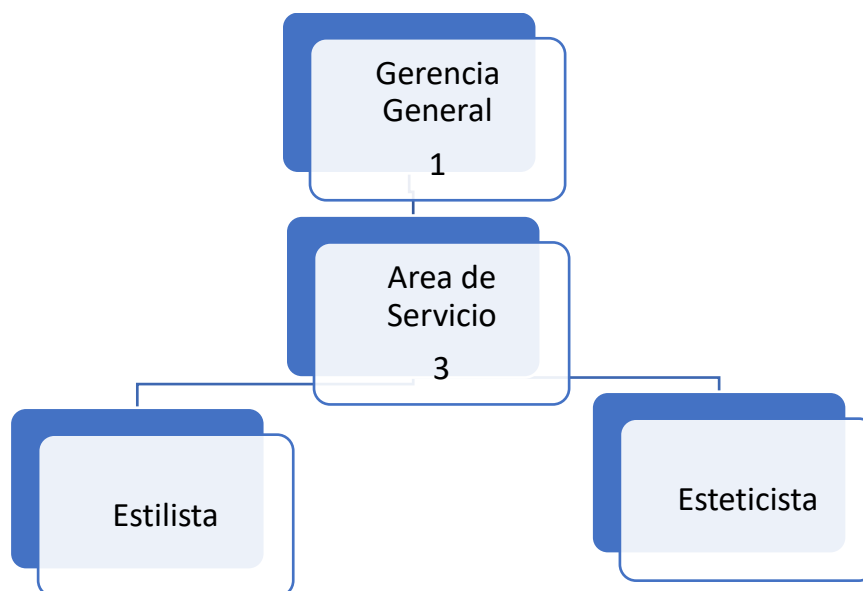 Gerencia
General
1
Area de
Servicio
3
Estilista
Esteticista